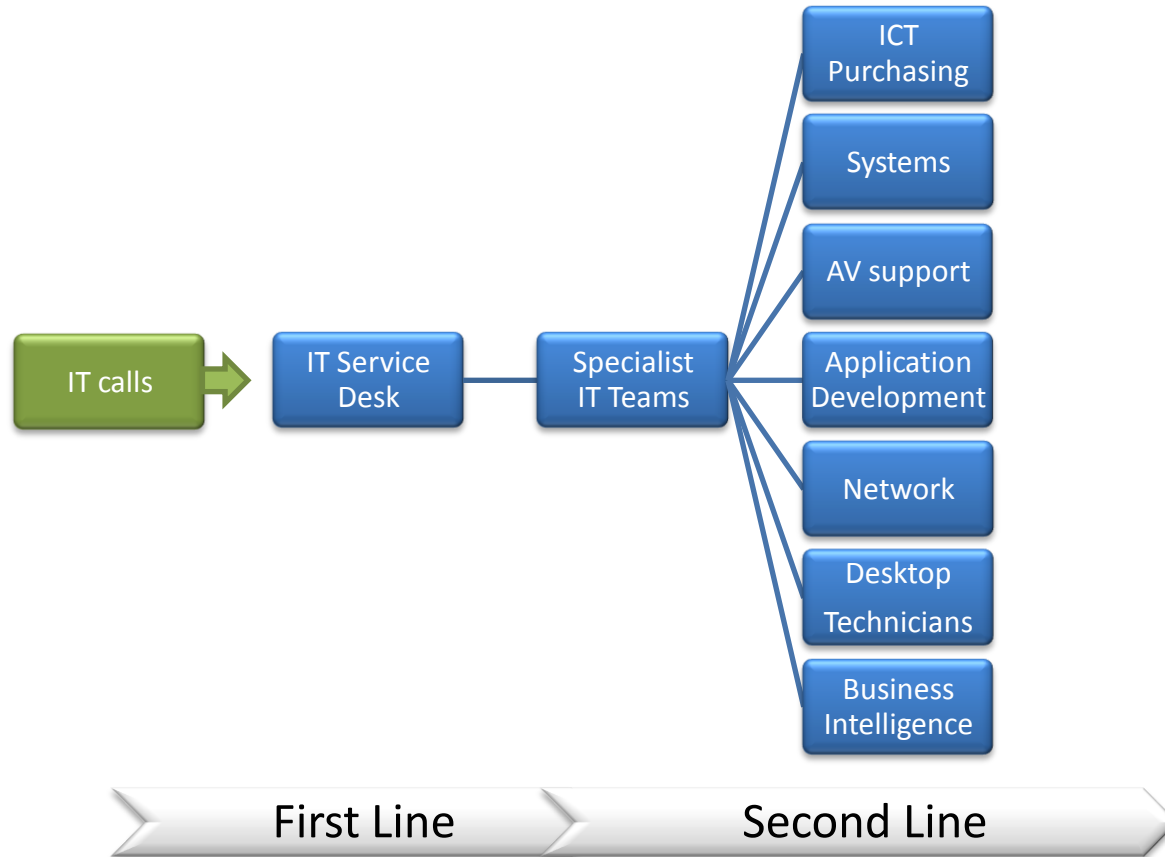 IT calls
IT Service
Desk
Specialist
IT Teams
ICT
Purchasing
Systems
AV support
Application
Development
Network
Desktop
Technicians
Business
Intelligence
First Line
Second Line